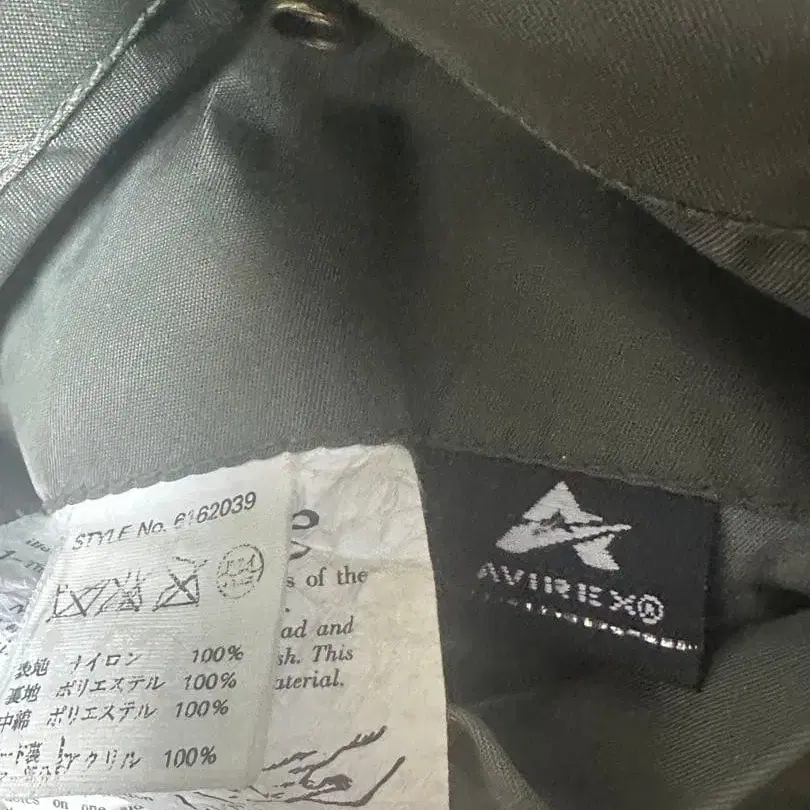 STYLE No. 6162039
表地 ナイロン 100%
裏地 ポリエステル 100%
中綿 ポリエステル 100%
アクリル 100%
s of the
ad and
sh. This
aterial.
on one
AVIREX®